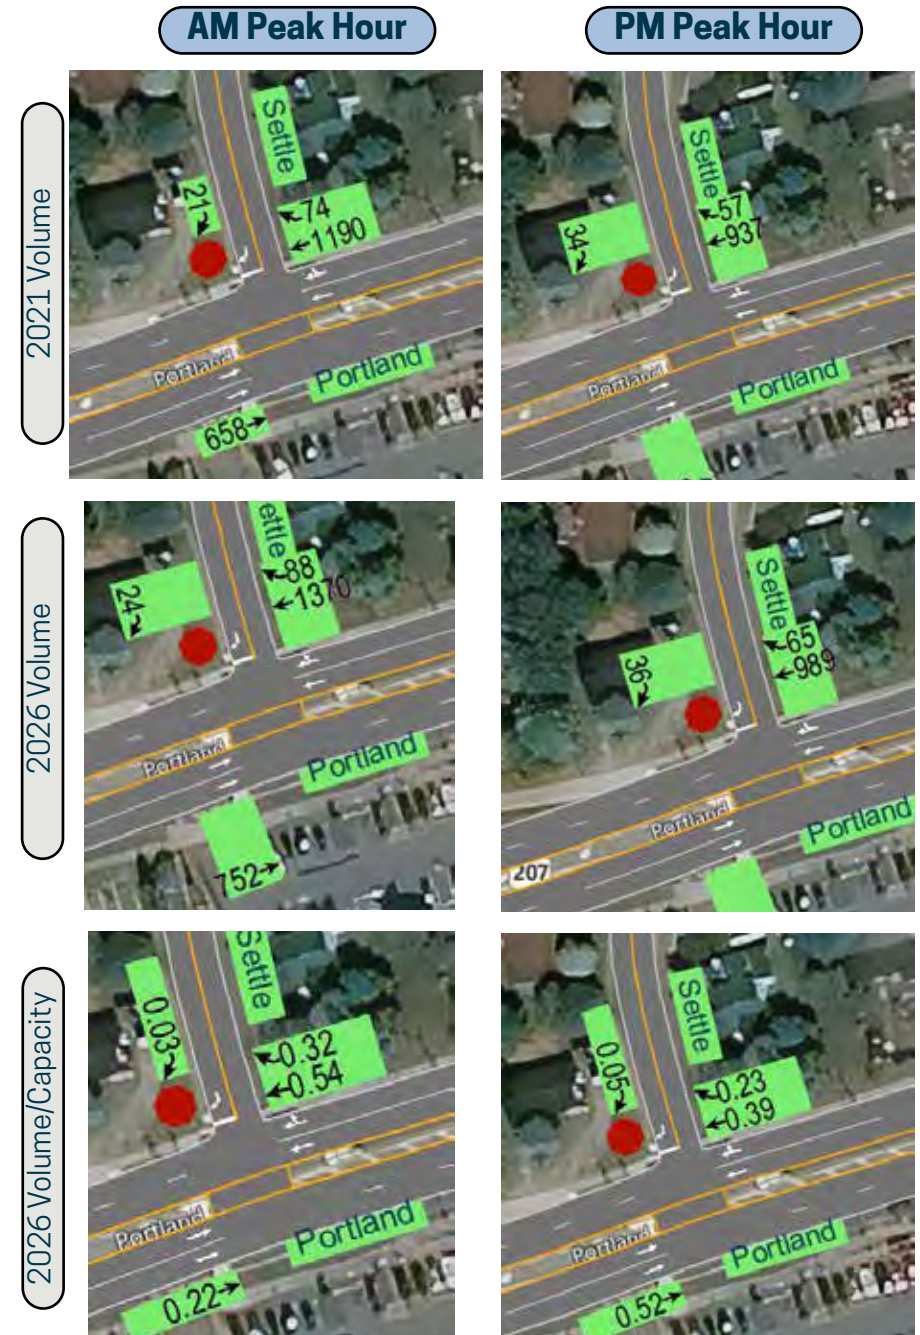 AM Peak Hour
PM Peak Hour
2021 Volume
Settle
21
74
1190
Portland
Portland
658
Settle
34
57
937
Portland
Portland
2026 Volume
ettle
24
88
1370
Portland
Portland
752
Settle
36
65
989
Portland
Portland
207
2026 Volume/Capacity
Settle
0.03
0.32
0.54
Portland
Portland
0.22
Settle
0.05
0.23
0.39
Portland
Portland
0.52